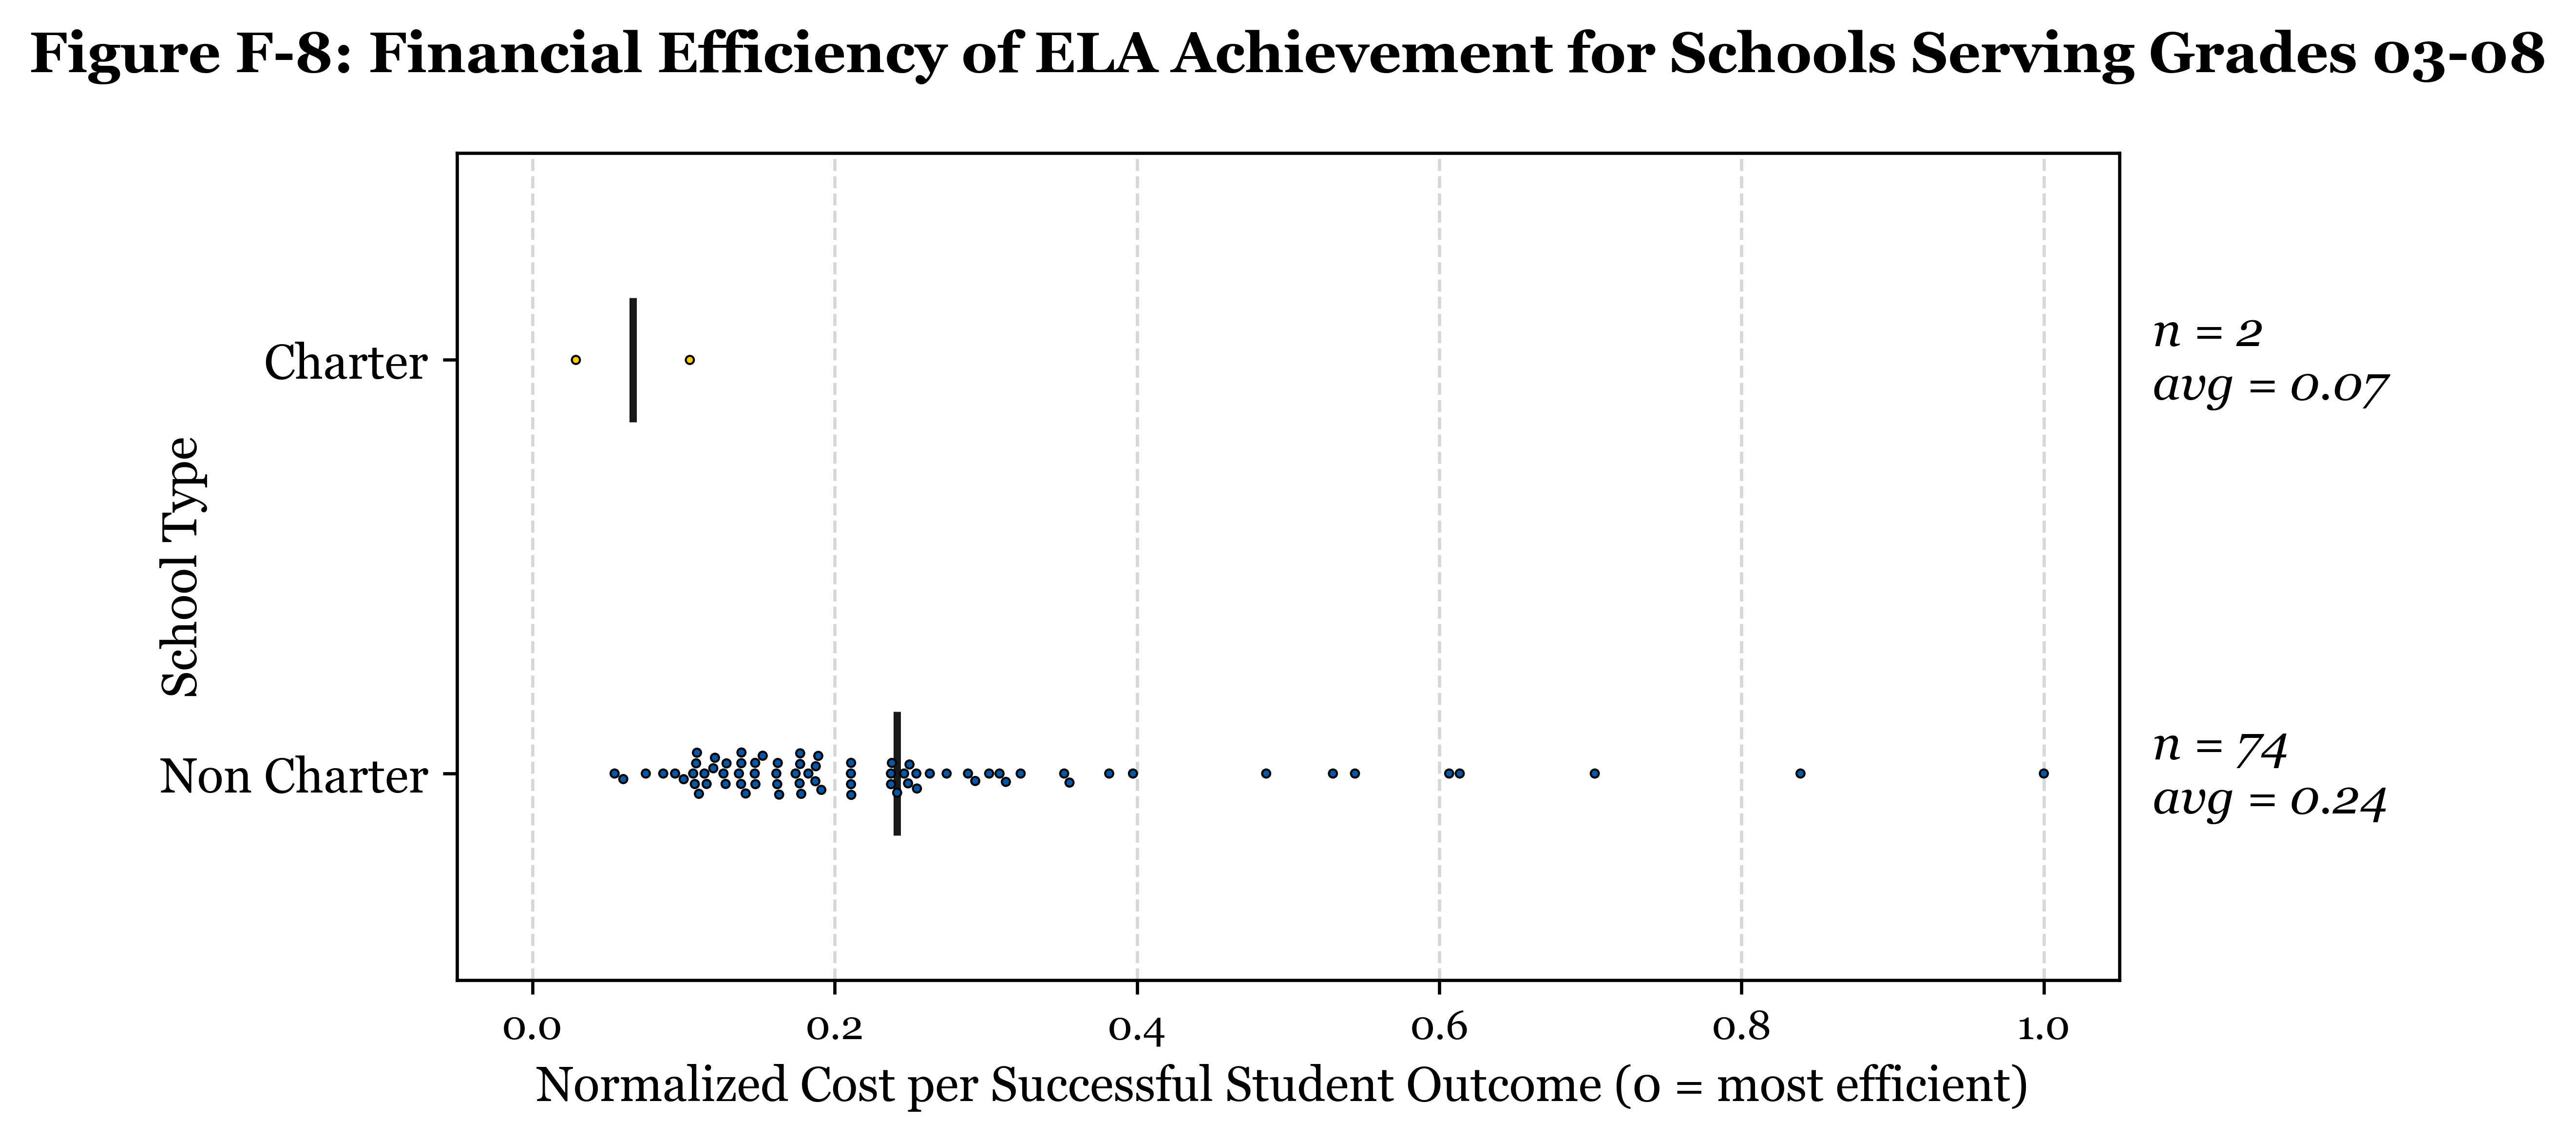 Figure F-8: Financial Efficiency of ELA Achievement for Schools Serving Grades 03-08
School Type
Charter
n = 2
avg = 0.07
Non Charter
n = 74
avg = 0.24
0.0 0.2 0.4 0.6 0.8 1.0
Normalized Cost per Successful Student Outcome (0 = most efficient)